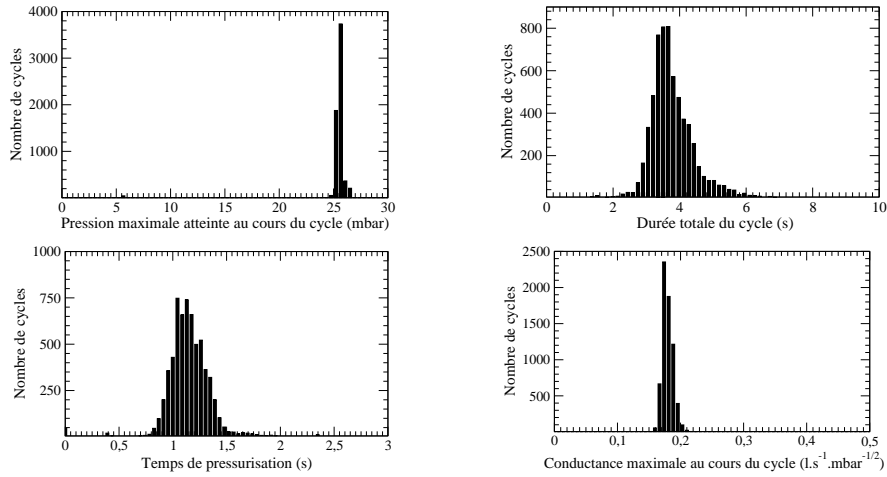 4000
3000
2000
1000
Nombre de cycles
0 5 10 15 20 25 30
Pression maximale atteinte au cours du cycle (mbar)
800
600
400
200
Nombre de cycles
0 2 4 6 8 10
Durée totale du cycle (s)
1000
750
500
250
Nombre de cycles
0 0,5 1 1,5 2 2,5 3
Temps de pressurisation (s)
2500
2000
1500
1000
500
Nombre de cycles
0 0,1 0,2 0,3 0,4 0,5
Conductance maximale au cours du cycle (l.s⁻¹.mbar⁻¹/²)